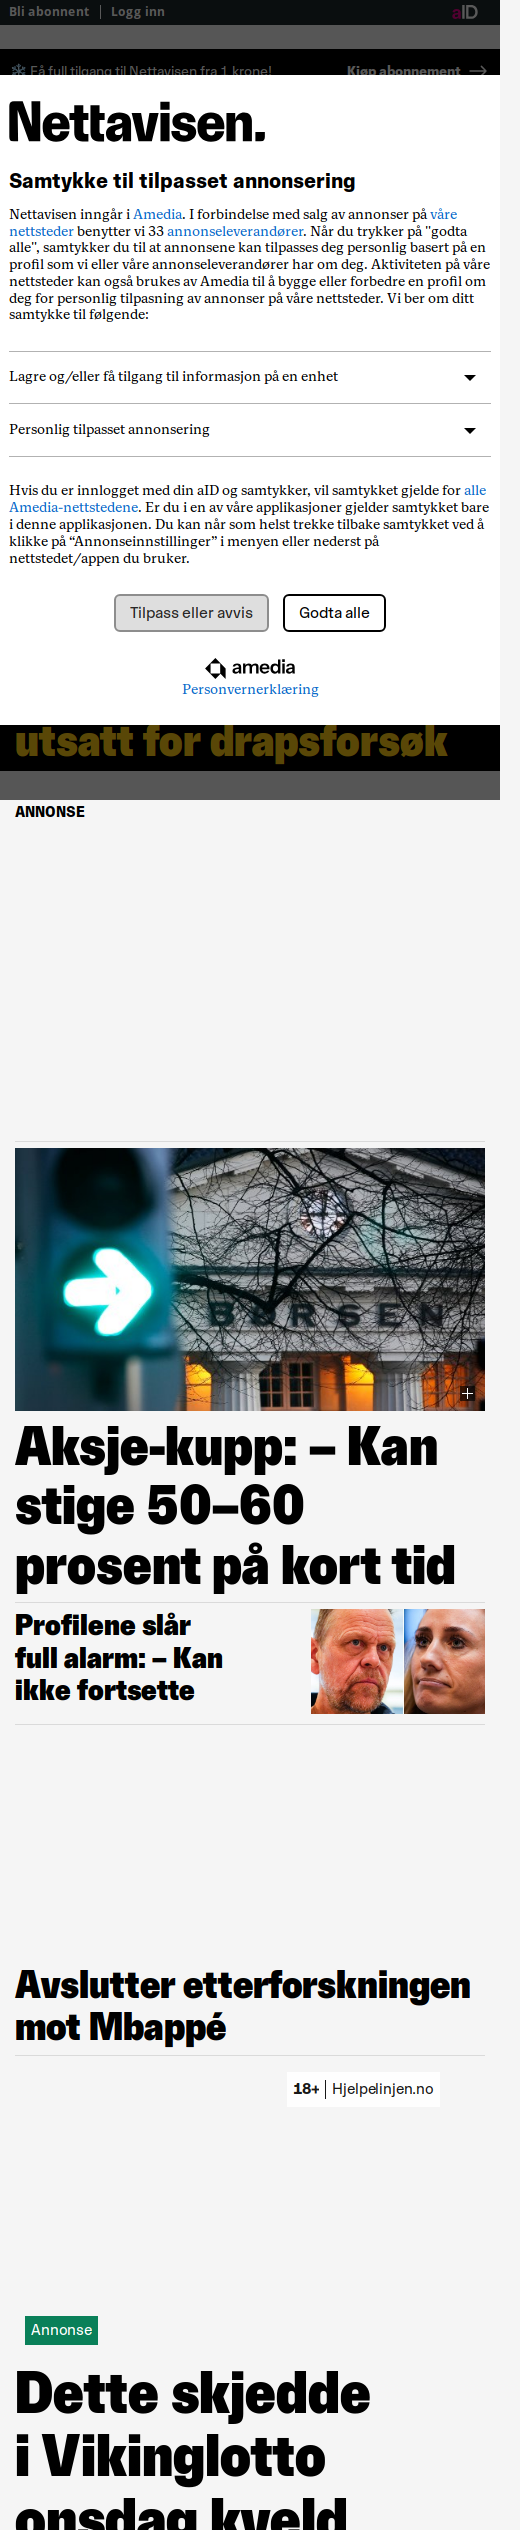 Bli abonnent | Logg inn aID
Få full tilgang til Nettavisen fra 1 krone! Kjøp abonnement →
Nettavisen.
Samtykke til tilpasset annonsering
Nettavisen inngår i Amedia. I forbindelse med salg av annonser på våre
nettsteder benytter vi 33 annonseleverandører. Når du trykker på "godta
alle", samtykker du til at annonsene kan tilpasses deg personlig basert på en
profil som vi eller våre annonseleverandører har om deg. Aktiviteten på våre
nettsteder kan også brukes av Amedia til å bygge eller forbedre en profil om
deg for personlig tilpasning av annonser på våre nettsteder. Vi ber om ditt
samtykke til følgende:
Lagre og/eller få tilgang til informasjon på en enhet
Personlig tilpasset annonsering
Hvis du er innlogget med din aID og samtykker, vil samtykket gjelde for alle
Amedia-nettstedene. Er du i en av våre applikasjoner gjelder samtykket bare
i denne applikasjonen. Du kan når som helst trekke tilbake samtykket ved å
klikke på “Annonseinnstillinger” i menyen eller nederst på
nettstedet/appen du bruker.
Tilpass eller avvis Godta alle
amedia
Personvernerklæring
utsatt for drapsforsøk
ANNONSE
BØRSEN
Aksje-kupp: – Kan
stige 50–60
prosent på kort tid
Profilene slår
full alarm: – Kan
ikke fortsette
Avslutter etterforskningen
mot Mbappé
18+ | Hjelpelinjen.no
Annonse
Dette skjedde
i Vikinglotto
onsdag kveld